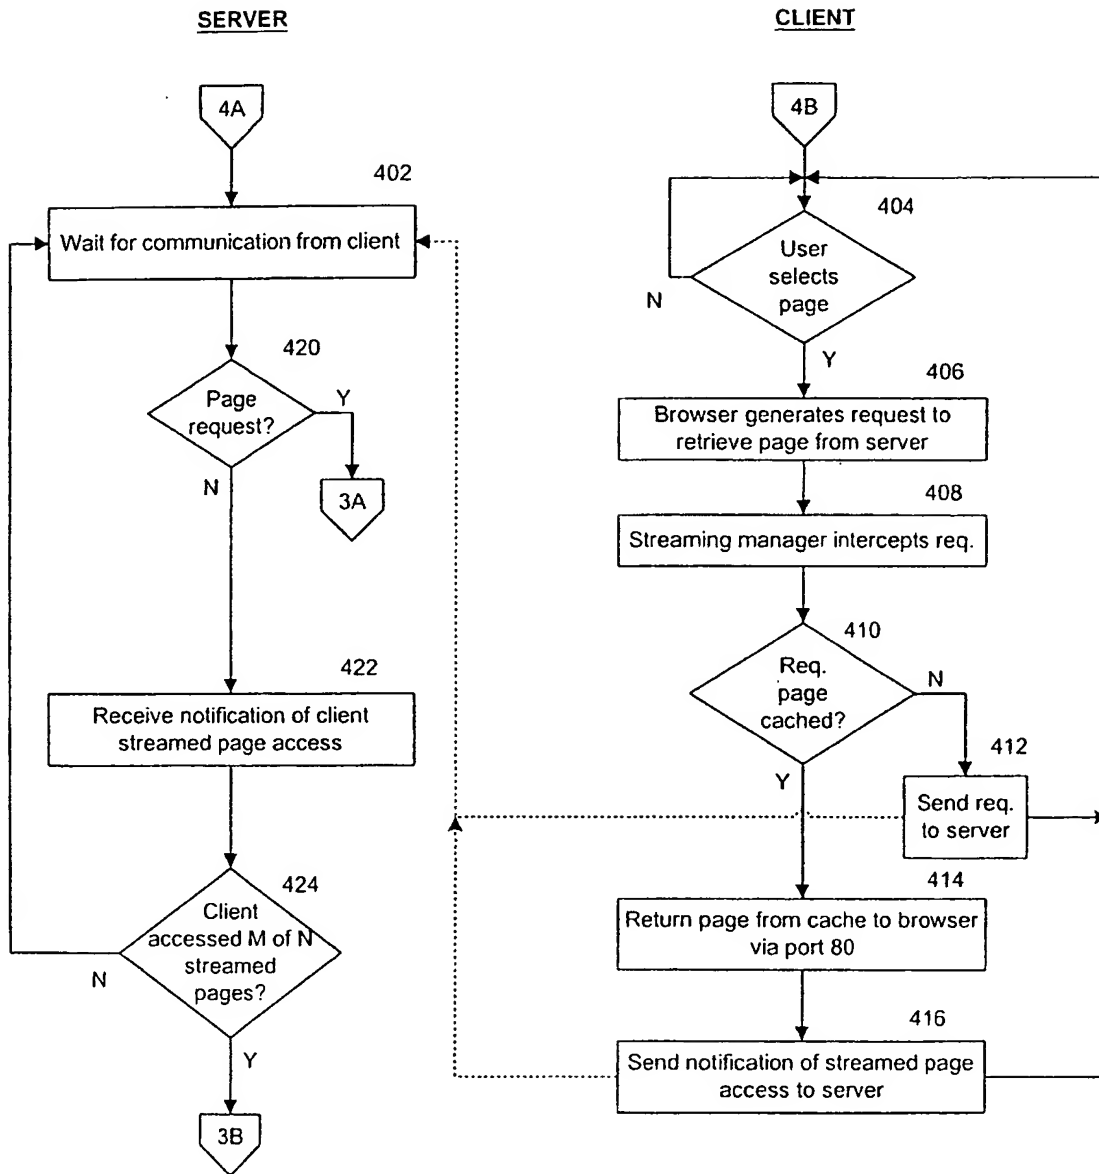 SERVER
CLIENT
4A
4B
402
Wait for communication from client
404
User
selects
page
N
Y
420
Page
request?
Y
N
3A
406
Browser generates request to
retrieve page from server
408
Streaming manager intercepts req.
410
Req.
page
cached?
N
Y
412
Send req.
to server
422
Receive notification of client
streamed page access
424
Client
accessed M of N
streamed
pages?
N
Y
414
Return page from cache to browser
via port 80
416
Send notification of streamed page
access to server
3B